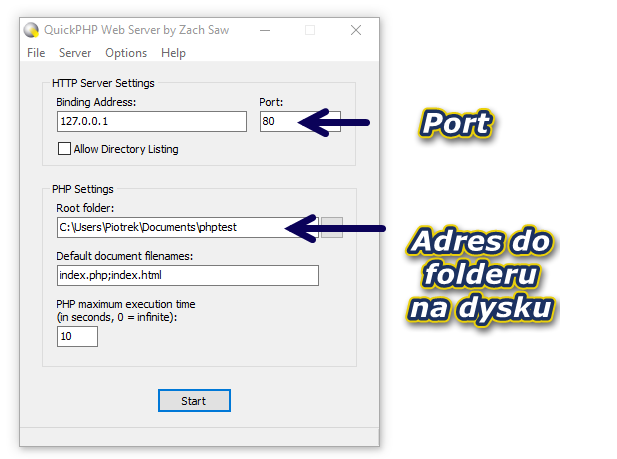 QuickPHP Web Server by Zach Saw
File Server Options Help
HTTP Server Settings
Binding Address: Port:
127.0.0.1 80
Allow Directory Listing
Port
PHP Settings
Root folder:
C:\Users\Piotrek\Documents\phptest
Adres do
folderu
na dysku
Default document filenames:
index.php;index.html
PHP maximum execution time
(in seconds, 0 = infinite):
10
Start